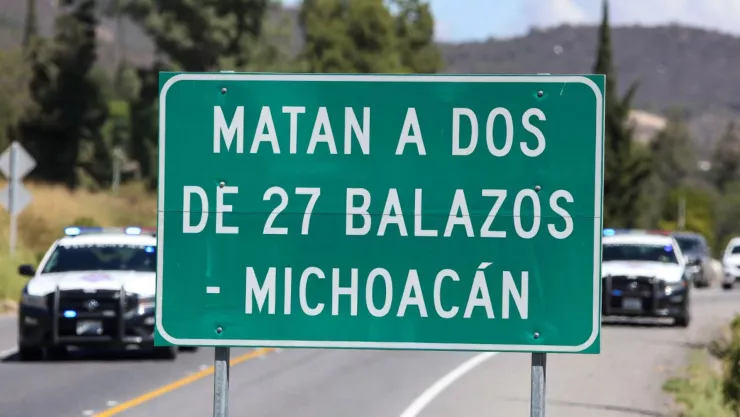 MATAN A DOS
DE 27 BALAZOS
- MICHOACÁN